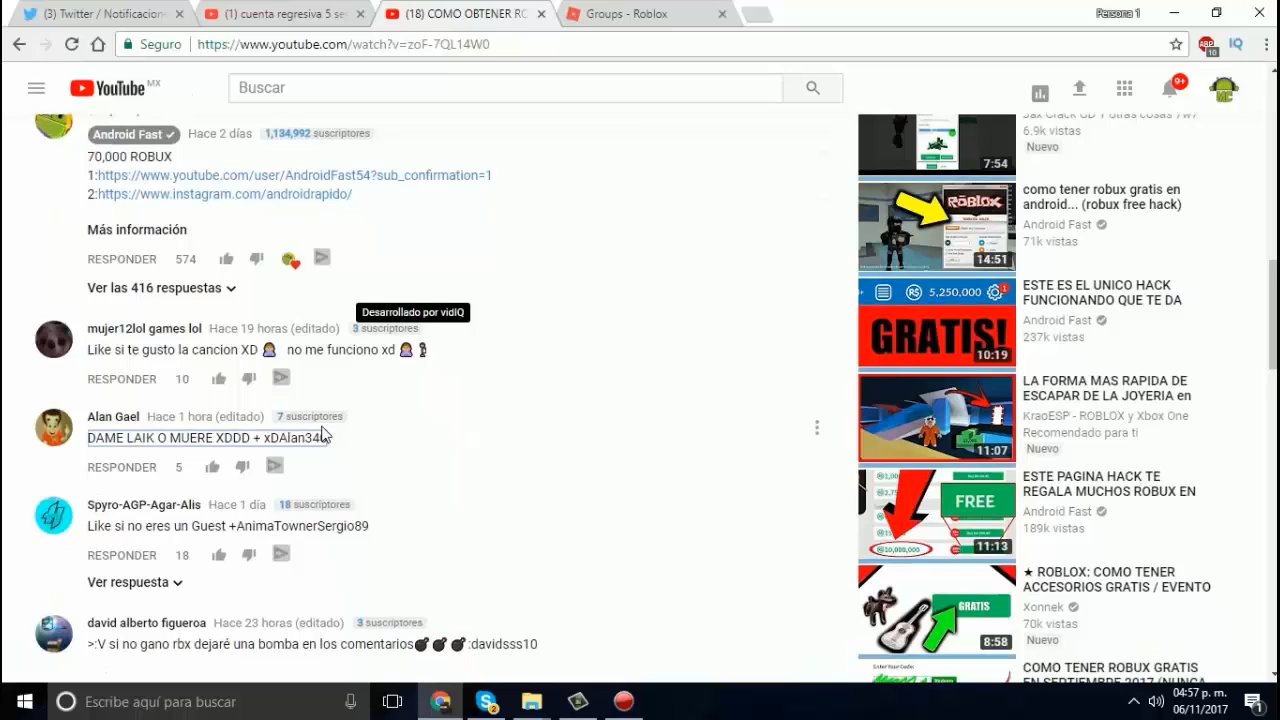 (3) Twitter / Notificacione
(1) cuenta regresiva 5 se
(18) COMO OBTENER RO
Groups - Roblox
Persona 1
Seguro
https://www.youtube.com/watch?v=zoF-7QL14W0
ABP
10
IQ
YouTube MX
Buscar
9+
Android Fast
Hace 2 días
1,134,992 suscriptores
70,000 ROBUX
1:https://www.youtube.com/user/AndroidFast54?sub_confirmation=1
2:https://www.instagram.com/androidrapido/
Más información
RESPONDER 574
Ver las 416 respuestas
Desarrollado por vidIQ
mujer12lol games lol Hace 19 horas (editado) 3 suscriptores
Like si te gusto la cancion XD no me funciono xd
RESPONDER 10
Alan Gael Hace 1 hora (editado) 7 suscriptores
DAME LAIK O MUERE XDDD + xDAlan34
RESPONDER 5
Spyro-AGP-Agar-Alis Hace 1 día 18 suscriptores
Like si no eres un Guest +AnimaTownerSergio89
RESPONDER 18
Ver respuesta
david alberto figueroa Hace 23 horas (editado) 3 suscriptores
>:V si no gano rbx dejaré una bomba en los comentarios :davidsss10
7:54
6.9k vistas
Nuevo
ROBLOX
14:51
como tener robux gratis en
android... (robux free hack)
Android Fast
71k vistas
R$ 5,250,000
1
GRATIS!
10:19
ESTE ES EL UNICO HACK
FUNCIONANDO QUE TE DA
Android Fast
237k vistas
11:07
LA FORMA MAS RAPIDA DE
ESCAPAR DE LA JOYERIA en
KraoESP - ROBLOX y Xbox One
Recomendado para ti
Nuevo
FREE
10,000,000
11:13
ESTE PAGINA HACK TE
REGALA MUCHOS ROBUX EN
Android Fast
189k vistas
GRATIS
8:58
★ ROBLOX: COMO TENER
ACCESORIOS GRATIS / EVENTO
Xonnek
70k vistas
Nuevo
Enter Your Code:
COMO TENER ROBUX GRATIS
EN SEPTIEMBRE 2017 (NUNCA
Escribe aquí para buscar
04:57 p. m.
06/11/2017
1